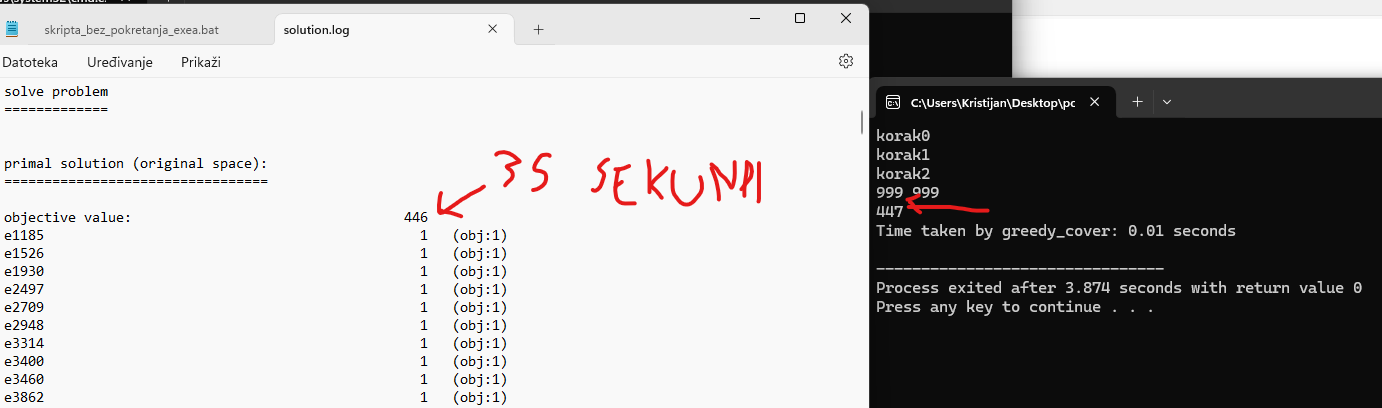 skripta_bez_pokretanja_exea.bat
solution.log
Datoteka Uređivanje Prikaži
solve problem
=============
primal solution (original space):
=================================
objective value: 446
e1185 1 (obj:1)
e1526 1 (obj:1)
e1930 1 (obj:1)
e2497 1 (obj:1)
e2709 1 (obj:1)
e2948 1 (obj:1)
e3314 1 (obj:1)
e3400 1 (obj:1)
e3460 1 (obj:1)
e3862 1 (obj:1)
35 SEKUNDI
C:\Users\Kristijan\Desktop\pc
korak0
korak1
korak2
999 999
447
Time taken by greedy_cover: 0.01 seconds
--------------------------------
Process exited after 3.874 seconds with return value 0
Press any key to continue . . .